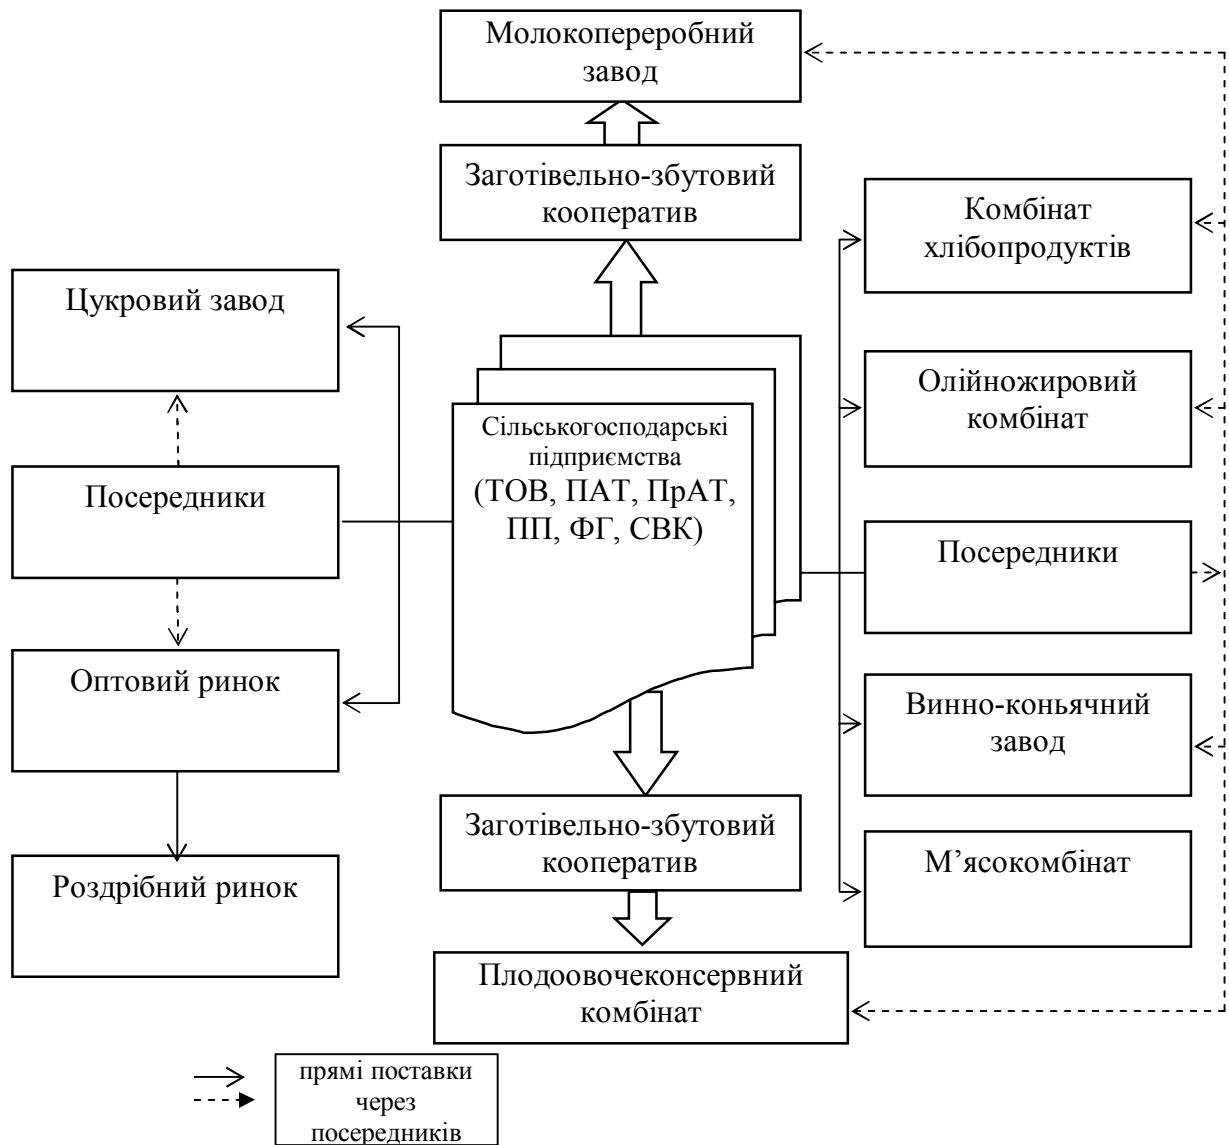 Молокопереробний
завод
Заготівельно-збутовий
кооператив
Комбінат
хлібопродуктів
Цукровий завод
Олійножировий
комбінат
Сільськогосподарські
підприємства
(ТОВ, ПАТ, ПрАТ,
ПП, ФГ, СВК)
Посередники
Посередники
Оптовий ринок
Винно-коньячний
завод
Заготівельно-збутовий
кооператив
М’ясокомбінат
Роздрібний ринок
Плодоовочеконсервний
комбінат
прямі поставки
через
посередників